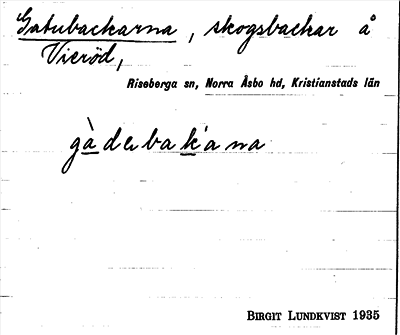 Gatubackarna, skogsbackar å
Vieröd,
Riseberga sn, Norra Åsbo hd, Kristianstads län
gàdebak̀ana
BIRGIT LUNDKVIST 1935